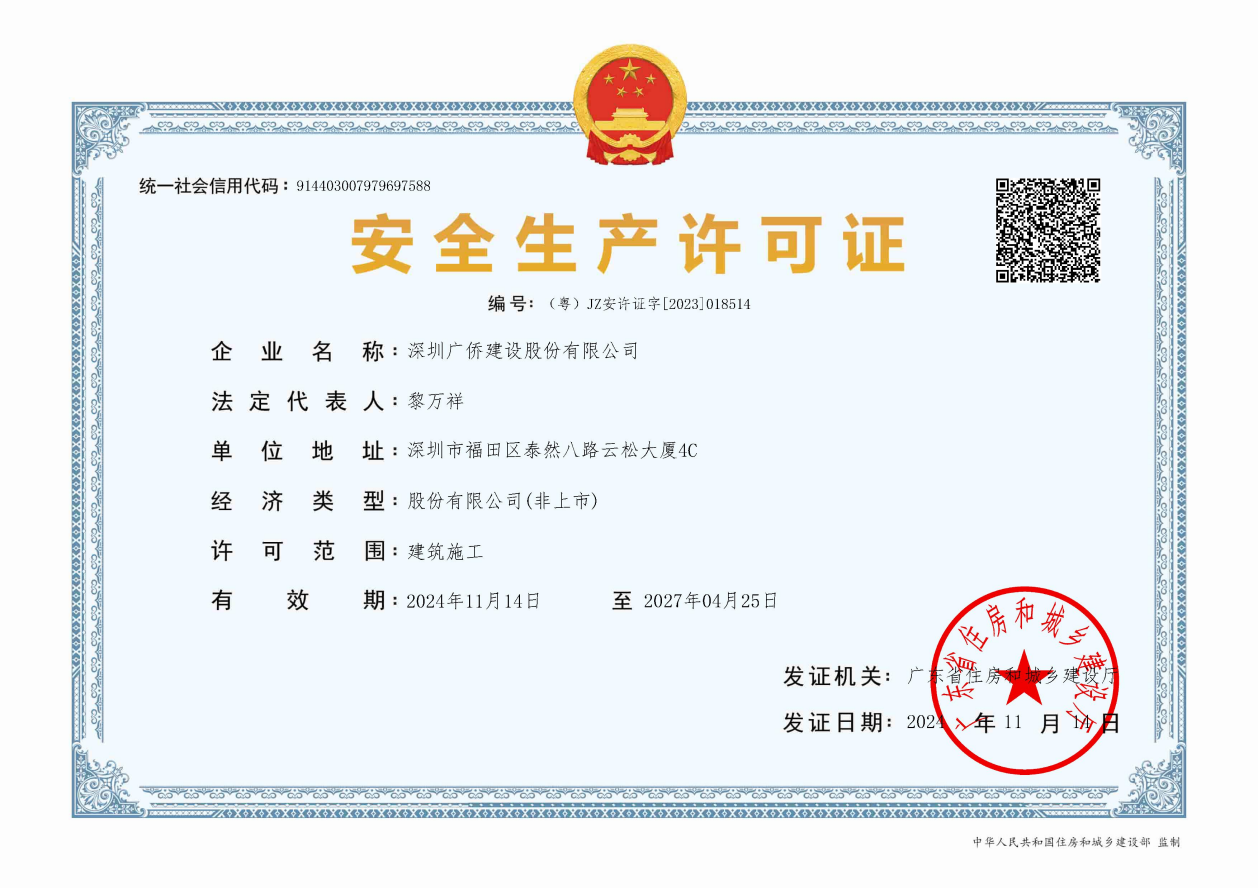 统一社会信用代码：914403007979697588
安全生产许可证
编号：（粤）JZ安许证字[2023]018514
企业名称：深圳广侨建设股份有限公司
法定代表人：黎万祥
单位地址：深圳市福田区泰然八路云松大厦4C
经济类型：股份有限公司(非上市)
许可范围：建筑施工
有效期：2024年11月14日 至 2027年04月25日
发证机关：广东省住房和城乡建设厅
发证日期：2024 年 11 月 14 日
广东省住房和城乡建设厅
中华人民共和国住房和城乡建设部 监制